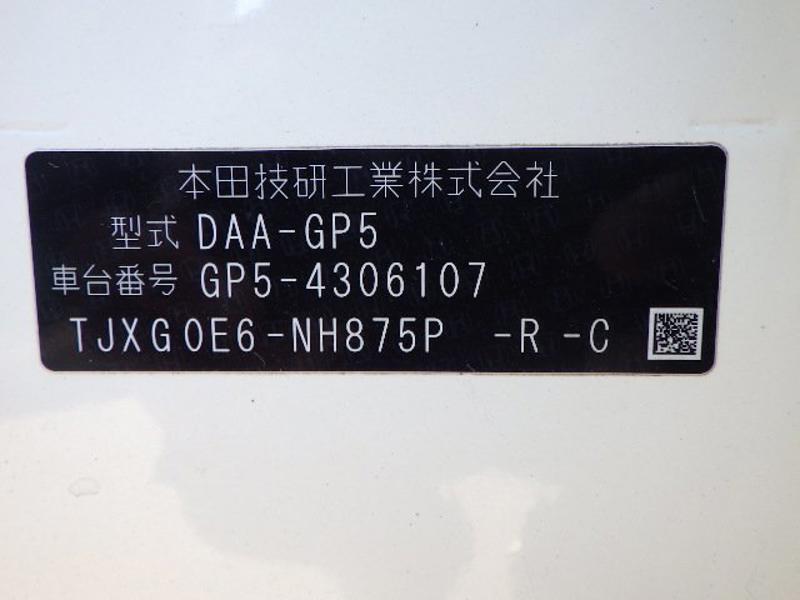 本田技研工業株式会社
型式 DAA-GP5
車台番号 GP5-4306107
TJXG0E6-NH875P -R-C